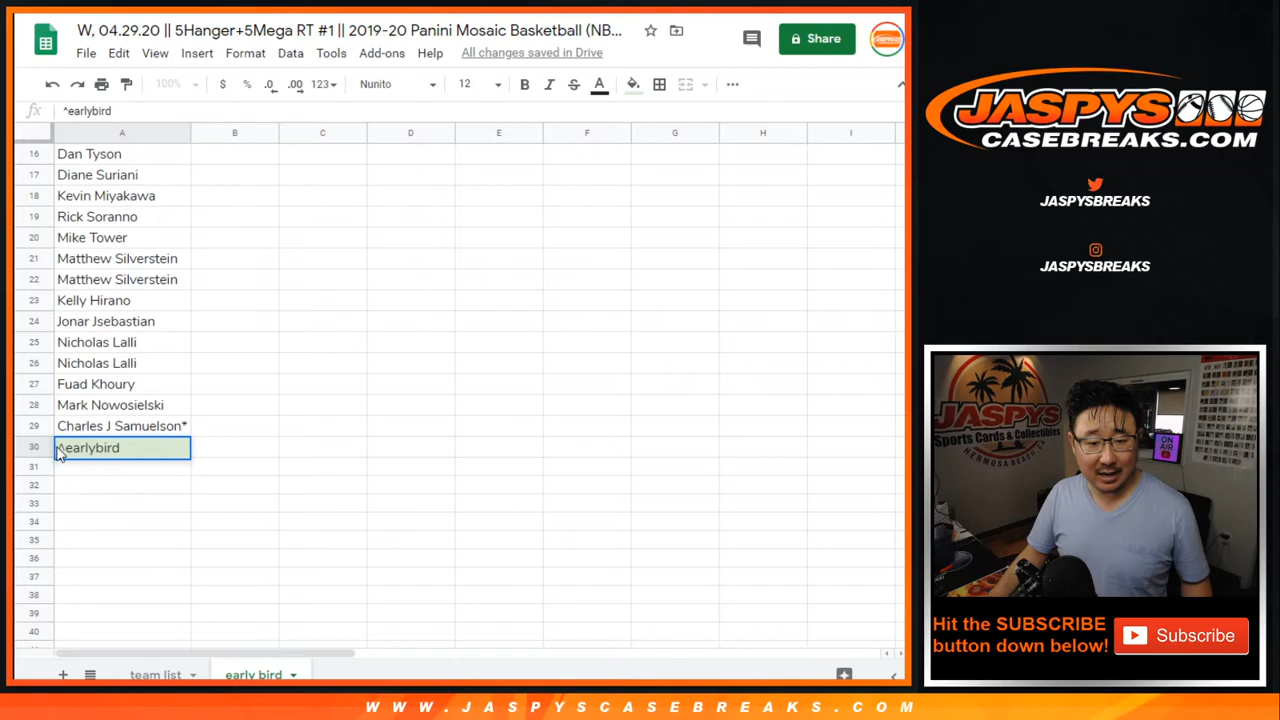 W, 04.29.20 || 5Hanger+5Mega RT #1 || 2019-20 Panini Mosaic Basketball (NB...
File Edit View Insert Format Data Tools Add-ons Help All changes saved in Drive
Share
100% $ % .0 .00 123 Nunito 12 B I S A
fx ^earlybird
A B C D E F G H I
16 Dan Tyson
17 Diane Suriani
18 Kevin Miyakawa
19 Rick Soranno
20 Mike Tower
21 Matthew Silverstein
22 Matthew Silverstein
23 Kelly Hirano
24 Jonar Jsebastian
25 Nicholas Lalli
26 Nicholas Lalli
27 Fuad Khoury
28 Mark Nowosielski
29 Charles J Samuelson*
30 ^earlybird
31
32
33
34
35
36
37
38
39
40
team list early bird
JASPYS
CASEBREAKS.COM
JASPYSBREAKS
JASPYSBREAKS
JASPYS
Sports Cards & Collectibles
HERMOSA BEACH, CA
ON AIR
Hit the SUBSCRIBE
button down below!
Subscribe
WWW.JASPYSCASEBREAKS.COM